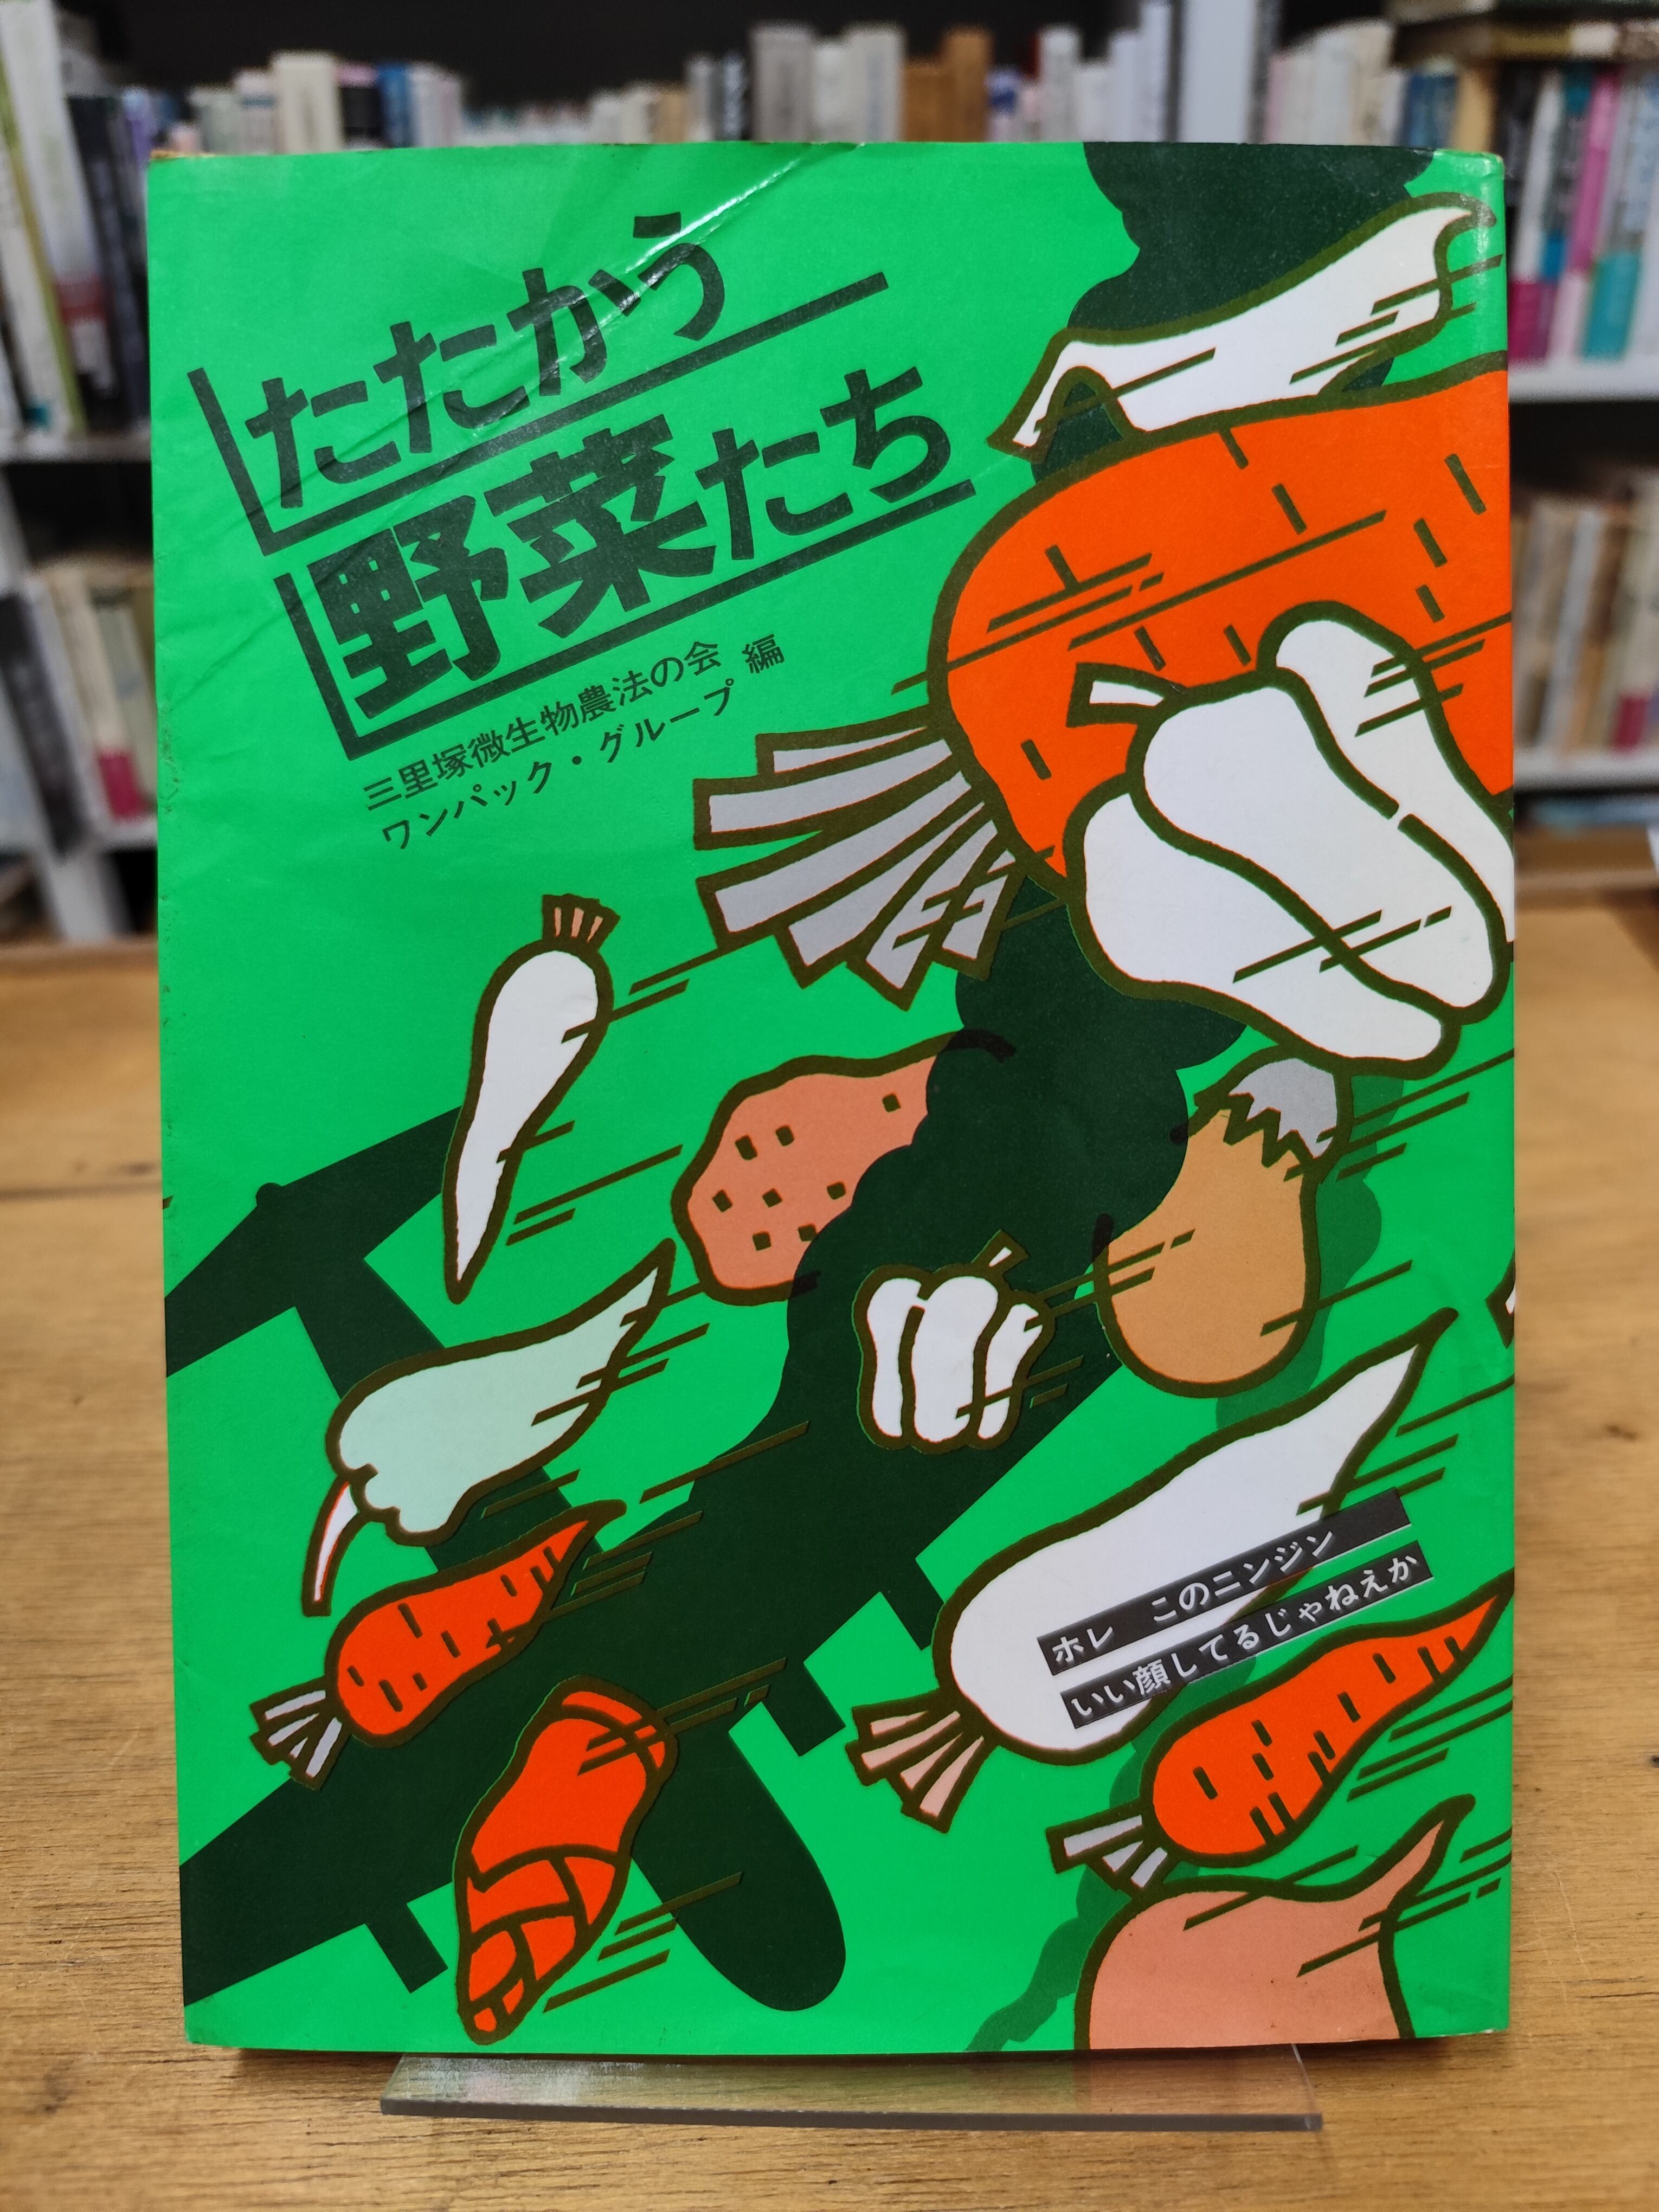 たたかう
野菜たち
三里塚微生物農法の会
ワンパック・グループ 編
ホレ このニンジン
いい顔してるじゃねえか